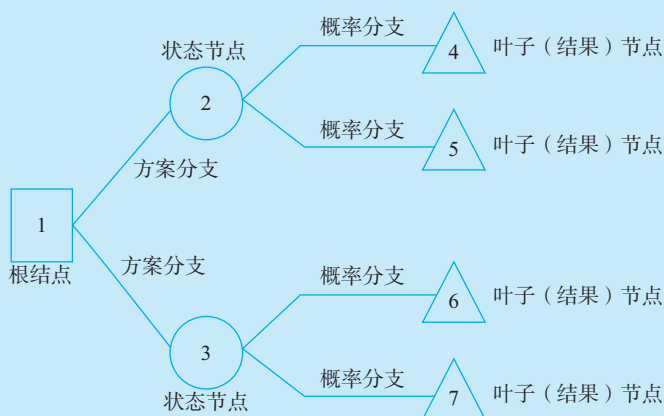 状态节点
2
概率分支
4
叶子（结果）节点
概率分支
5
叶子（结果）节点
方案分支
1
根结点
方案分支
3
状态节点
概率分支
6
叶子（结果）节点
概率分支
7
叶子（结果）节点